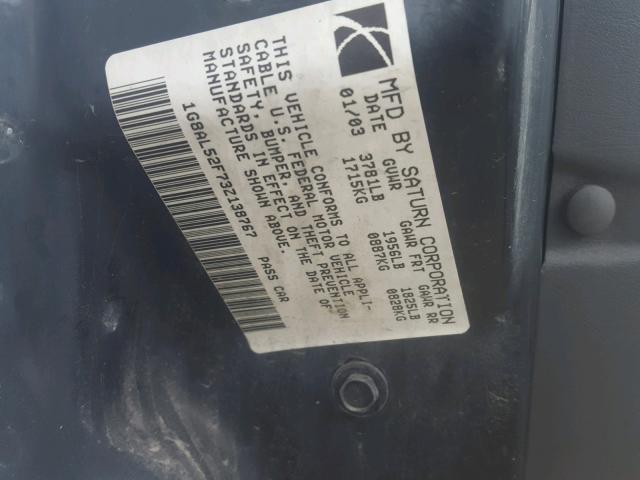 MFD BY SATURN CORPORATION
DATE GVWR GAWR FRT GAWR RR
01/03 3781LB 1956LB 1825LB
1715KG 0887KG 0828KG
THIS VEHICLE CONFORMS TO ALL APPLI-
CABLE U.S. FEDERAL MOTOR VEHICLE
SAFETY, BUMPER, AND THEFT PREVENTION
STANDARDS IN EFFECT ON THE DATE OF
MANUFACTURE SHOWN ABOVE.
1G8AL52F73Z138767 PASS CAR